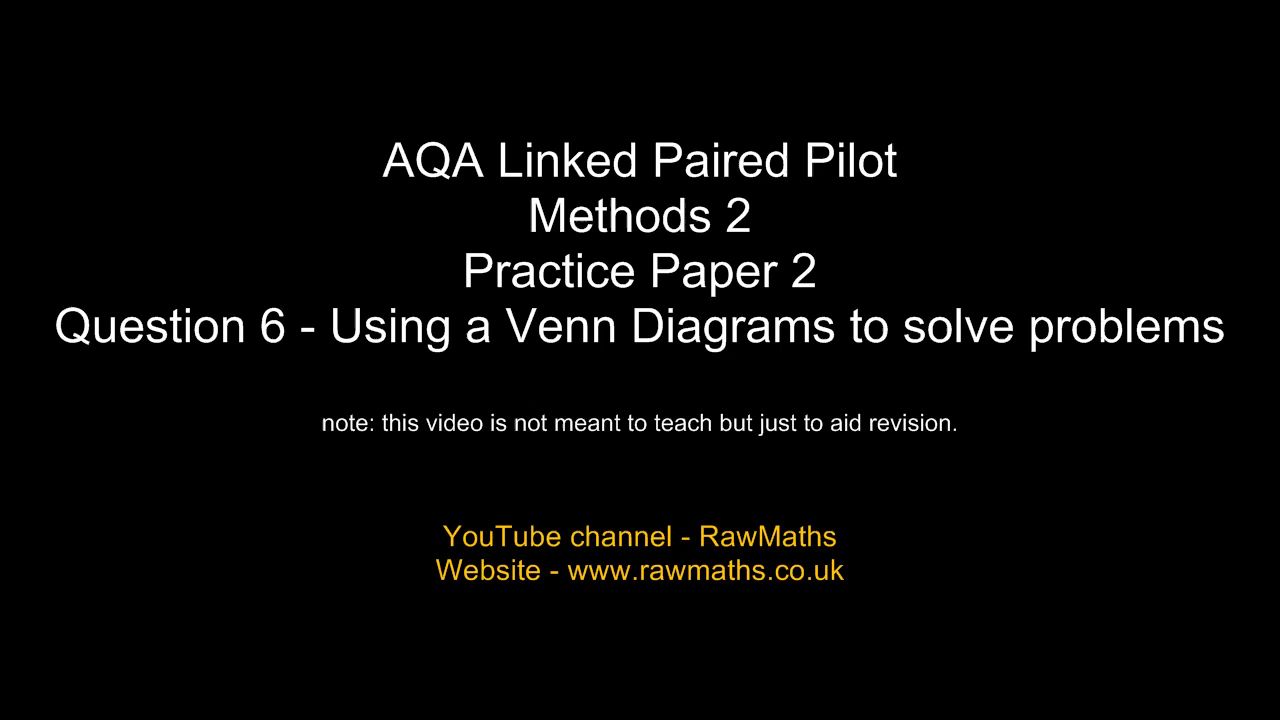 AQA Linked Paired Pilot
Methods 2
Practice Paper 2
Question 6 - Using a Venn Diagrams to solve problems
note: this video is not meant to teach but just to aid revision.
YouTube channel - RawMaths
Website - www.rawmaths.co.uk